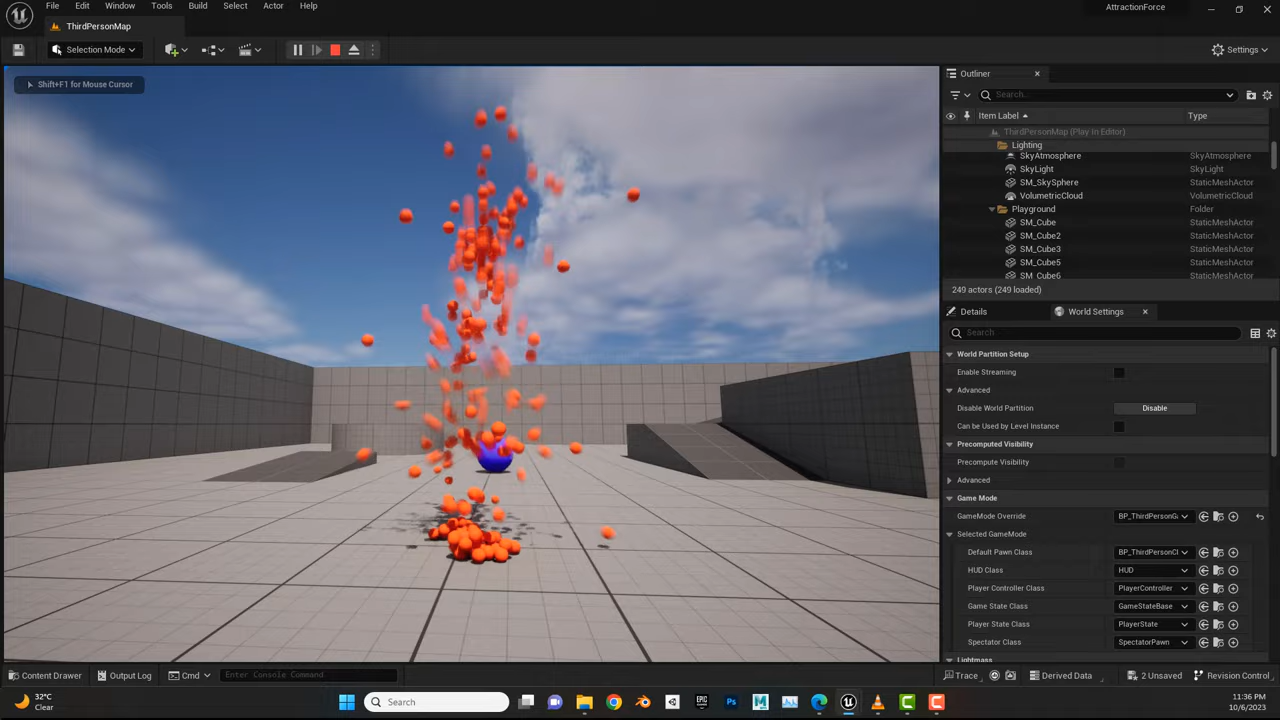 File Edit Window Tools Build Select Actor Help
AttractionForce
ThirdPersonMap
Selection Mode
Settings
Shift+F1 for Mouse Cursor
Outliner
Search...
Item Label Type
ThirdPersonMap (Play In Editor)
Lighting
SkyAtmosphere SkyAtmosphere
SkyLight SkyLight
SM_SkySphere StaticMeshActor
VolumetricCloud VolumetricCloud
Playground Folder
SM_Cube StaticMeshActor
SM_Cube2 StaticMeshActor
SM_Cube3 StaticMeshActor
SM_Cube5 StaticMeshActor
SM_Cube6 StaticMeshActor
249 actors (249 loaded)
Details World Settings
Search
World Partition Setup
Enable Streaming
Advanced
Disable World Partition Disable
Can be Used by Level Instance
Precomputed Visibility
Precompute Visibility
Advanced
Game Mode
GameMode Override BP_ThirdPersonG
Selected GameMode
Default Pawn Class BP_ThirdPersonCl
HUD Class HUD
Player Controller Class PlayerController
Game State Class GameStateBase
Player State Class PlayerState
Spectator Class SpectatorPawn
Lightmass
Content Drawer Output Log Cmd Enter Console Command
Trace Derived Data 2 Unsaved Revision Control
32°C
Clear
Search
EPIC
Ps
11:36 PM
10/6/2023